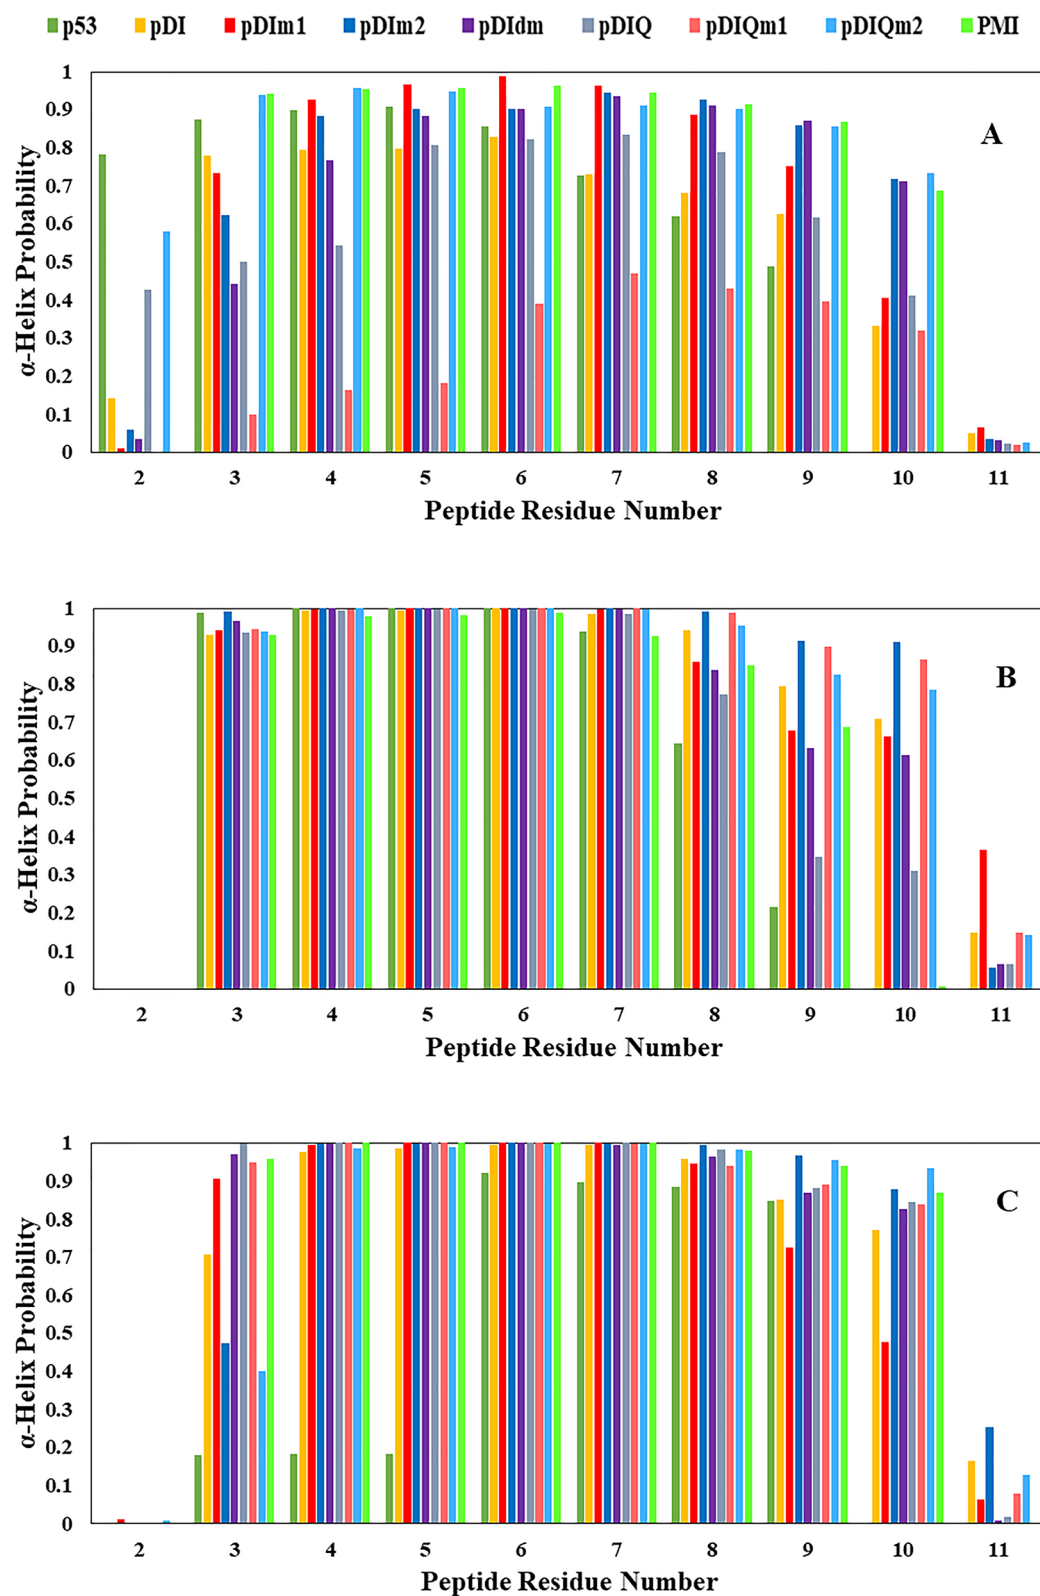 p53 pDI pDIm1 pDIm2 pDIdm pDIQ pDIQm1 pDIQm2 PMI
1
0.9
0.8
0.7
0.6
0.5
0.4
0.3
0.2
0.1
0
α-Helix Probability
A
2 3 4 5 6 7 8 9 10 11
Peptide Residue Number
1
0.9
0.8
0.7
0.6
0.5
0.4
0.3
0.2
0.1
0
α-Helix Probability
B
2 3 4 5 6 7 8 9 10 11
Peptide Residue Number
1
0.9
0.8
0.7
0.6
0.5
0.4
0.3
0.2
0.1
0
α-Helix Probability
C
2 3 4 5 6 7 8 9 10 11
Peptide Residue Number